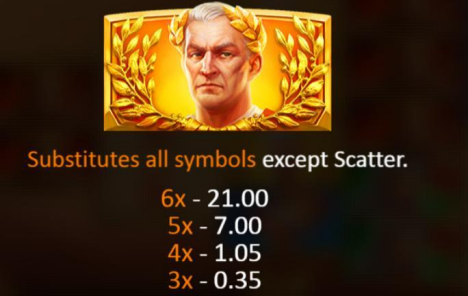 Substitutes all symbols except Scatter.
6x - 21.00
5x - 7.00
4x - 1.05
3x - 0.35